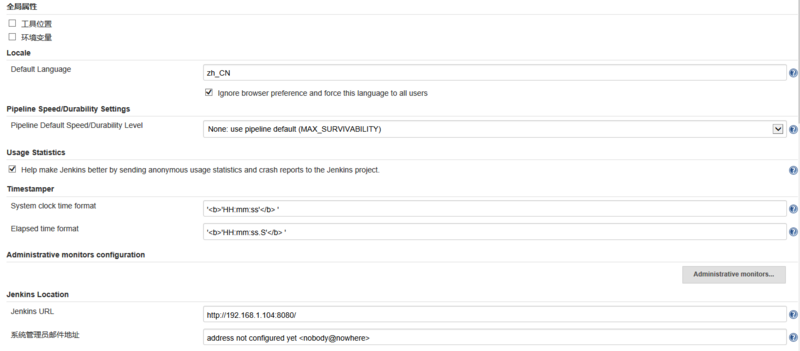 全局属性
工具位置
环境变量
Locale
Default Language
zh_CN
Ignore browser preference and force this language to all users
Pipeline Speed/Durability Settings
Pipeline Default Speed/Durability Level
None: use pipeline default (MAX_SURVIVABILITY)
Usage Statistics
Help make Jenkins better by sending anonymous usage statistics and crash reports to the Jenkins project.
Timestamper
System clock time format
'<b>'HH:mm:ss'</b> '
Elapsed time format
'<b>'HH:mm:ss.S'</b> '
Administrative monitors configuration
Administrative monitors...
Jenkins Location
Jenkins URL
http://192.168.1.104:8080/
系统管理员邮件地址
address not configured yet <nobody@nowhere>